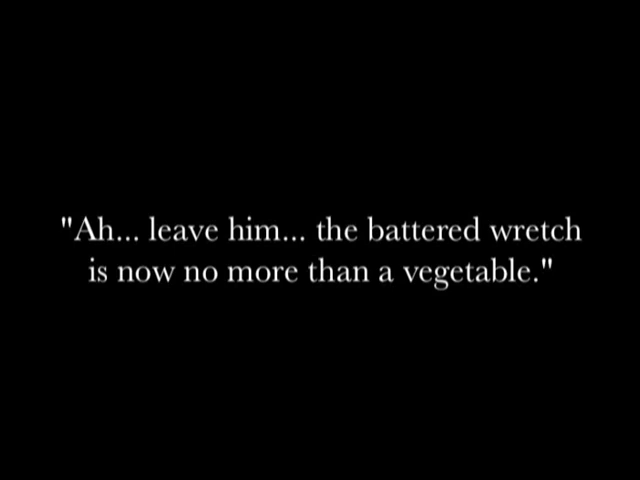 "Ah... leave him... the battered wretch
is now no more than a vegetable."